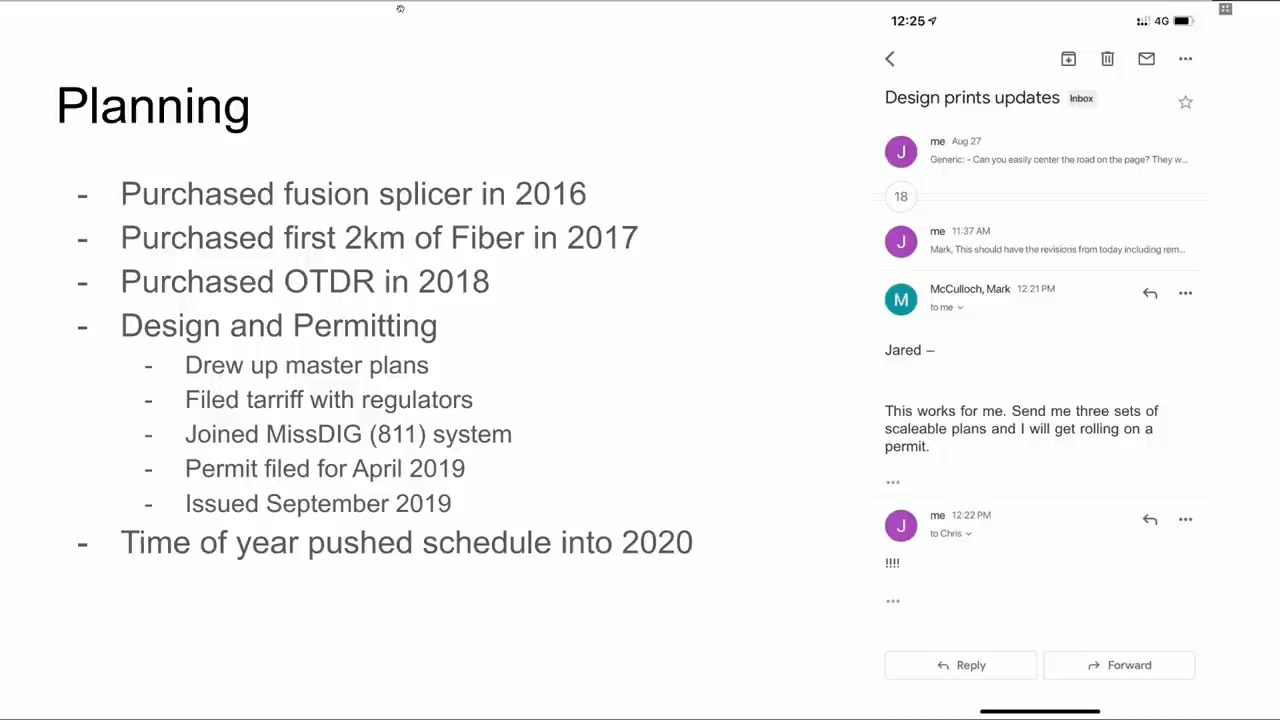 Planning
- Purchased fusion splicer in 2016
- Purchased first 2km of Fiber in 2017
- Purchased OTDR in 2018
- Design and Permitting
- Drew up master plans
- Filed tarriff with regulators
- Joined MissDIG (811) system
- Permit filed for April 2019
- Issued September 2019
- Time of year pushed schedule into 2020
12:25
4G
Design prints updates Inbox
J
me Aug 27
Generic: - Can you easily center the road on the page? They w...
18
J
me 11:37 AM
Mark, This should have the revisions from today including rem...
M
McCulloch, Mark 12:21 PM
to me
Jared –
This works for me. Send me three sets of
scaleable plans and I will get rolling on a
permit.
...
J
me 12:22 PM
to Chris
!!!!
...
Reply
Forward